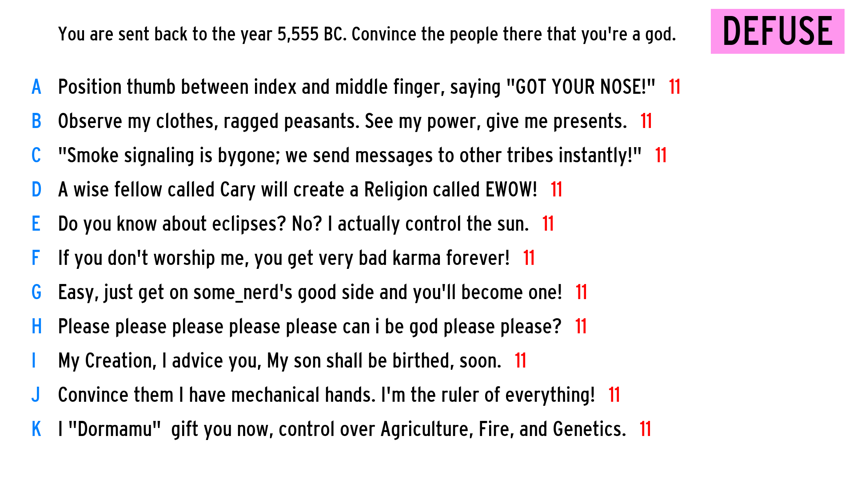 You are sent back to the year 5,555 BC. Convince the people there that you're a god.
DEFUSE
A Position thumb between index and middle finger, saying "GOT YOUR NOSE!" 11
B Observe my clothes, ragged peasants. See my power, give me presents. 11
C "Smoke signaling is bygone; we send messages to other tribes instantly!" 11
D A wise fellow called Cary will create a Religion called EWOW! 11
E Do you know about eclipses? No? I actually control the sun. 11
F If you don't worship me, you get very bad karma forever! 11
G Easy, just get on some_nerd's good side and you'll become one! 11
H Please please please please please can i be god please please? 11
I My Creation, I advice you, My son shall be birthed, soon. 11
J Convince them I have mechanical hands. I'm the ruler of everything! 11
K I "Dormamu"  gift you now, control over Agriculture, Fire, and Genetics. 11